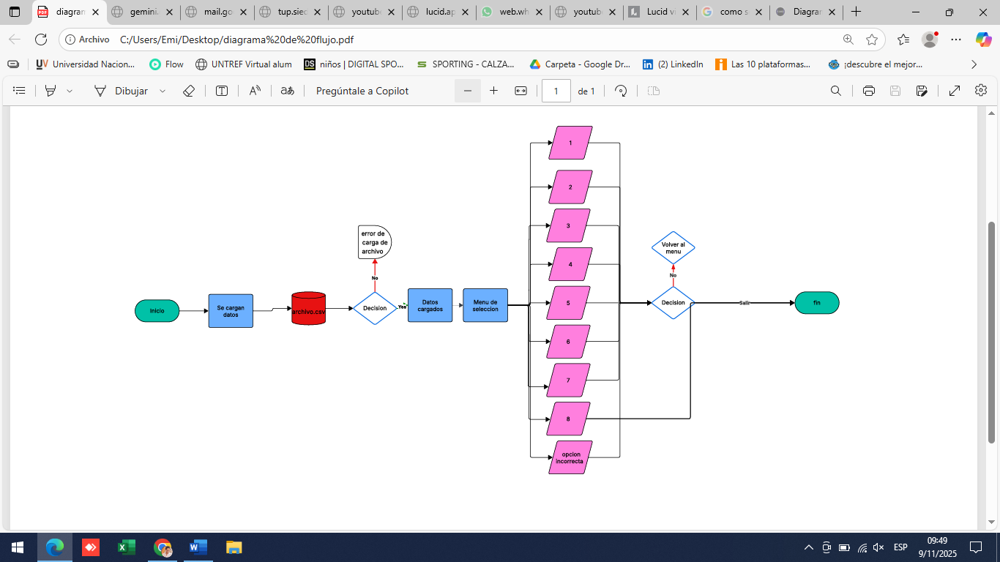 diagran
gemini.
mail.go
tup.siec
youtube
lucid.ap
web.wh
youtube
Lucid vi
como s
Diagrar
Archivo
C:/Users/Emi/Desktop/diagrama%20de%20flujo.pdf
Universidad Nacion...
Flow
UNTREF Virtual alum
niños | DIGITAL SPO...
SPORTING - CALZA...
Carpeta - Google Dr...
(2) LinkedIn
Las 10 plataformas...
¡descubre el mejor...
Dibujar
Pregúntale a Copilot
1
de 1
1
2
3
4
5
6
7
8
opcion
incorrecta
error de
carga de
archivo
No
Inicio
Se cargan
datos
archivo.csv
Decision
Yes
Datos
cargados
Menu de
seleccion
Volver al
menu
No
Decision
Salir
fin
ESP
09:49
9/11/2025